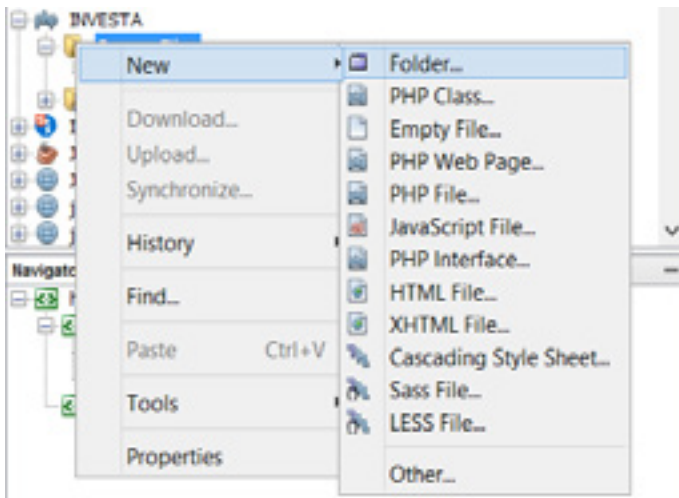 INVESTA
New
Download...
Upload...
Synchronize...
History
Find...
Paste Ctrl+V
Tools
Properties
Folder...
PHP Class...
Empty File...
PHP Web Page...
PHP File...
JavaScript File...
PHP Interface...
HTML File...
XHTML File...
Cascading Style Sheet...
Sass File...
LESS File...
Other...
Navigato